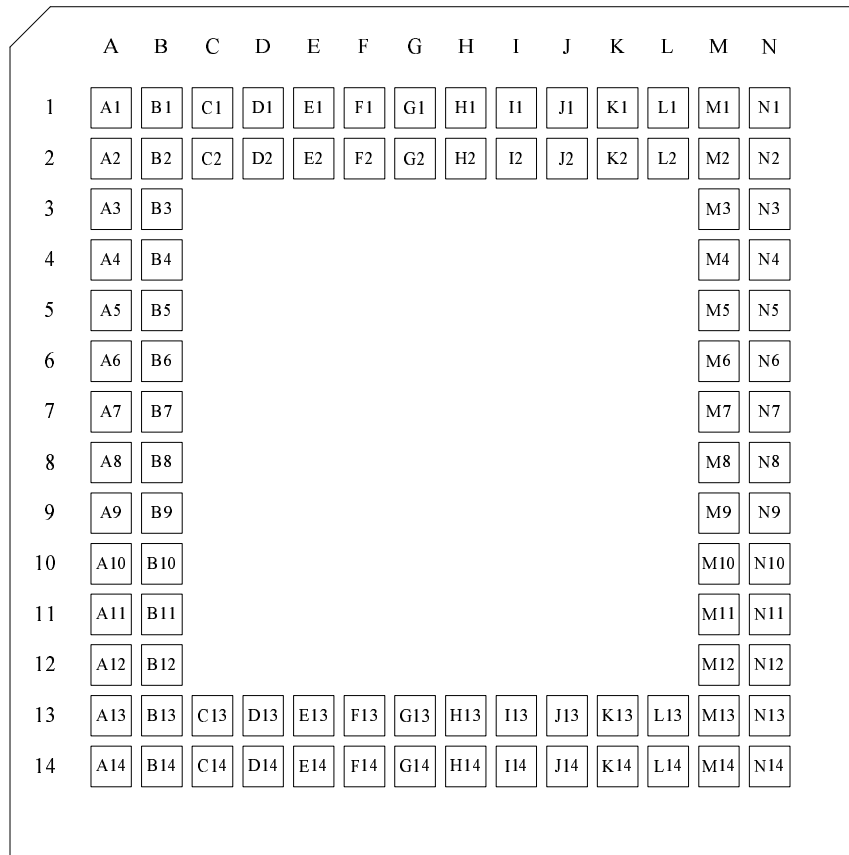 A B C D E F G H I J K L M N
1 A1 B1 C1 D1 E1 F1 G1 H1 I1 J1 K1 L1 M1 N1
2 A2 B2 C2 D2 E2 F2 G2 H2 I2 J2 K2 L2 M2 N2
3 A3 B3 M3 N3
4 A4 B4 M4 N4
5 A5 B5 M5 N5
6 A6 B6 M6 N6
7 A7 B7 M7 N7
8 A8 B8 M8 N8
9 A9 B9 M9 N9
10 A10 B10 M10 N10
11 A11 B11 M11 N11
12 A12 B12 M12 N12
13 A13 B13 C13 D13 E13 F13 G13 H13 I13 J13 K13 L13 M13 N13
14 A14 B14 C14 D14 E14 F14 G14 H14 I14 J14 K14 L14 M14 N14